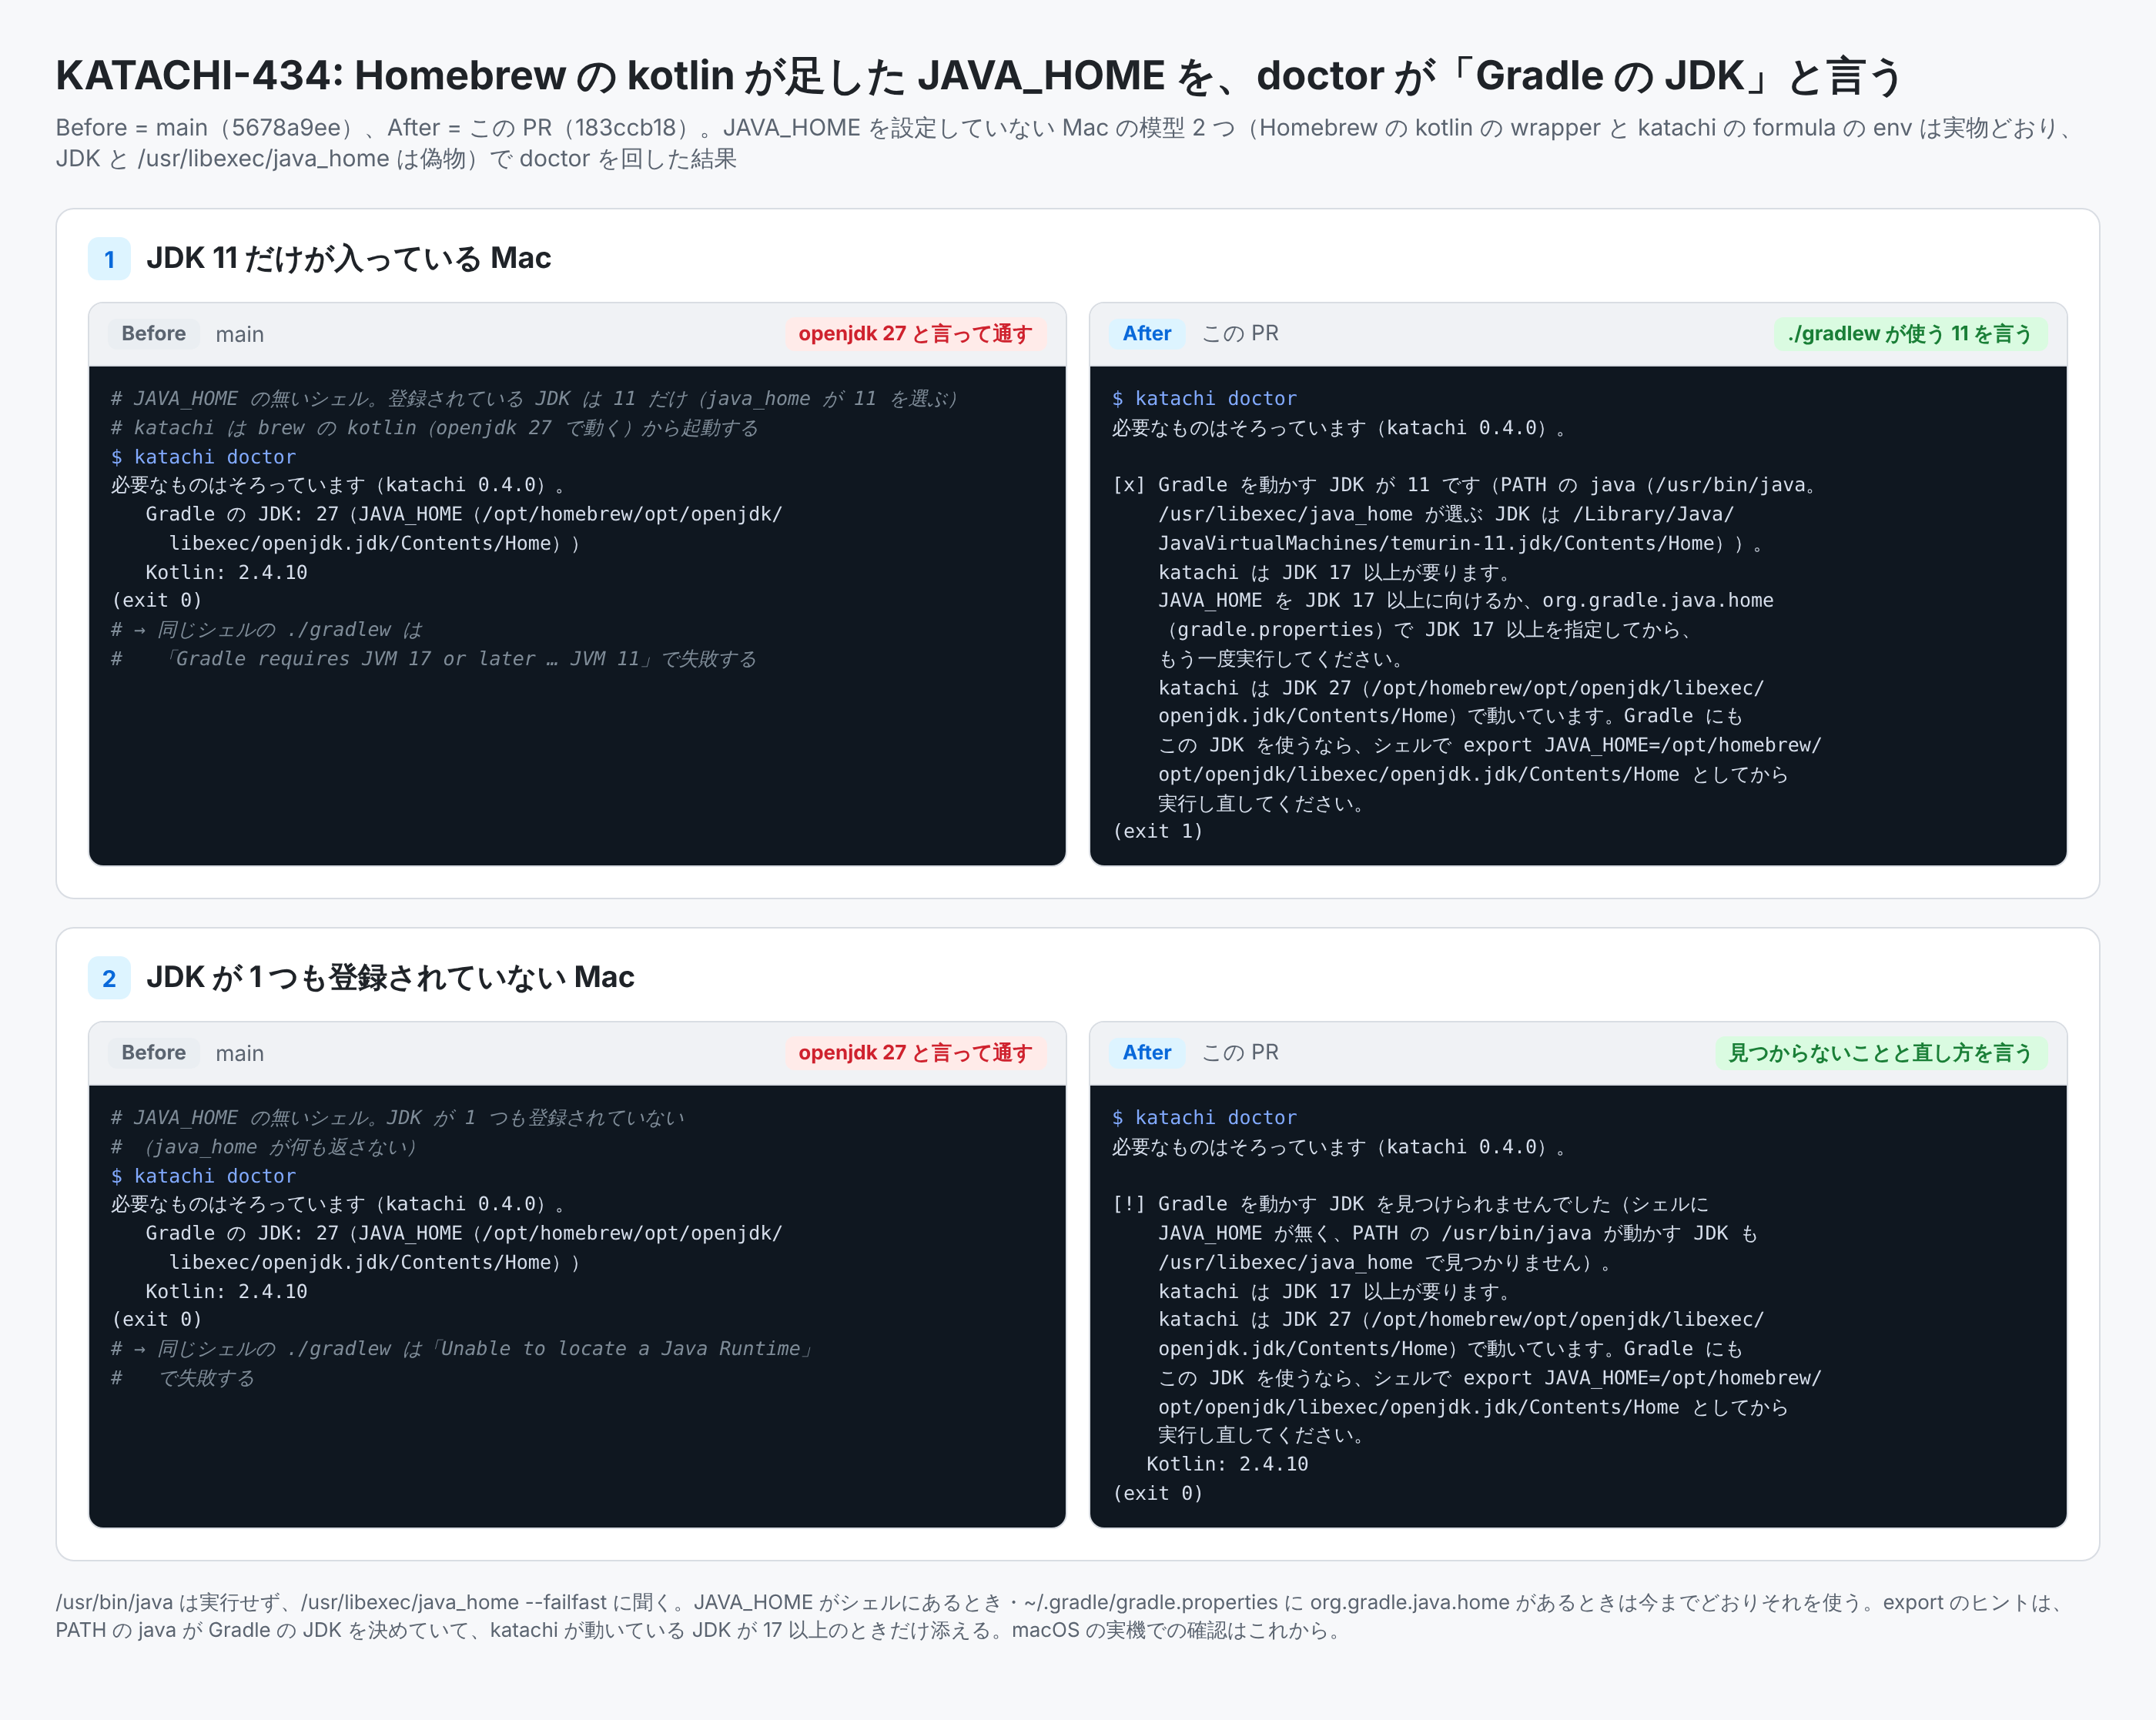 KATACHI-434: Homebrew の kotlin が足した JAVA_HOME を、doctor が「Gradle の JDK」と言う
Before = main（5678a9ee）、After = この PR（183ccb18）。JAVA_HOME を設定していない Mac の模型 2 つ（Homebrew の kotlin の wrapper と katachi の formula の env は実物どおり、
JDK と /usr/libexec/java_home は偽物）で doctor を回した結果
1 JDK 11 だけが入っている Mac
Before main openjdk 27 と言って通す
# JAVA_HOME の無いシェル。登録されている JDK は 11 だけ（java_home が 11 を選ぶ）
# katachi は brew の kotlin（openjdk 27 で動く）から起動する
$ katachi doctor
必要なものはそろっています（katachi 0.4.0）。
Gradle の JDK: 27（JAVA_HOME（/opt/homebrew/opt/openjdk/
libexec/openjdk.jdk/Contents/Home））
Kotlin: 2.4.10
(exit 0)
# → 同じシェルの ./gradlew は
# 「Gradle requires JVM 17 or later … JVM 11」で失敗する
After この PR ./gradlew が使う 11 を言う
$ katachi doctor
必要なものはそろっています（katachi 0.4.0）。
[x] Gradle を動かす JDK が 11 です（PATH の java（/usr/bin/java。
/usr/libexec/java_home が選ぶ JDK は /Library/Java/
JavaVirtualMachines/temurin-11.jdk/Contents/Home））。
katachi は JDK 17 以上が要ります。
JAVA_HOME を JDK 17 以上に向けるか、org.gradle.java.home
（gradle.properties）で JDK 17 以上を指定してから、
もう一度実行してください。
katachi は JDK 27（/opt/homebrew/opt/openjdk/libexec/
openjdk.jdk/Contents/Home）で動いています。Gradle にも
この JDK を使うなら、シェルで export JAVA_HOME=/opt/homebrew/
opt/openjdk/libexec/openjdk.jdk/Contents/Home としてから
実行し直してください。
(exit 1)
2 JDK が 1 つも登録されていない Mac
Before main openjdk 27 と言って通す
# JAVA_HOME の無いシェル。JDK が 1 つも登録されていない
# （java_home が何も返さない）
$ katachi doctor
必要なものはそろっています（katachi 0.4.0）。
Gradle の JDK: 27（JAVA_HOME（/opt/homebrew/opt/openjdk/
libexec/openjdk.jdk/Contents/Home））
Kotlin: 2.4.10
(exit 0)
# → 同じシェルの ./gradlew は「Unable to locate a Java Runtime」
# で失敗する
After この PR 見つからないことと直し方を言う
$ katachi doctor
必要なものはそろっています（katachi 0.4.0）。
[!] Gradle を動かす JDK を見つけられませんでした（シェルに
JAVA_HOME が無く、PATH の /usr/bin/java が動かす JDK も
/usr/libexec/java_home で見つかりません）。
katachi は JDK 17 以上が要ります。
katachi は JDK 27（/opt/homebrew/opt/openjdk/libexec/
openjdk.jdk/Contents/Home）で動いています。Gradle にも
この JDK を使うなら、シェルで export JAVA_HOME=/opt/homebrew/
opt/openjdk/libexec/openjdk.jdk/Contents/Home としてから
実行し直してください。
Kotlin: 2.4.10
(exit 0)
/usr/bin/java は実行せず、/usr/libexec/java_home --failfast に聞く。JAVA_HOME がシェルにあるとき・~/.gradle/gradle.properties に org.gradle.java.home があるときは今までどおりそれを使う。export のヒントは、
PATH の java が Gradle の JDK を決めていて、katachi が動いている JDK が 17 以上のときだけ添える。macOS の実機での確認はこれから。